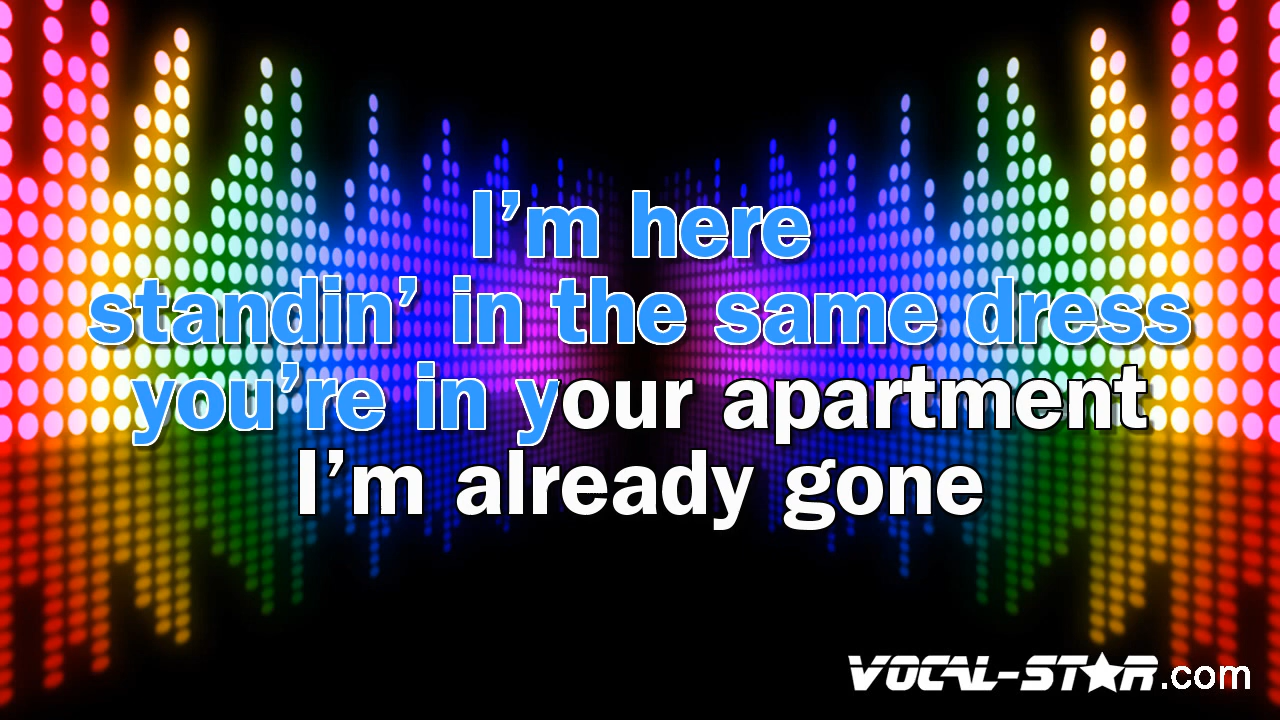 I'm here
standin' in the same dress
you're in your apartment
I'm already gone
VOCAL-STAR.com